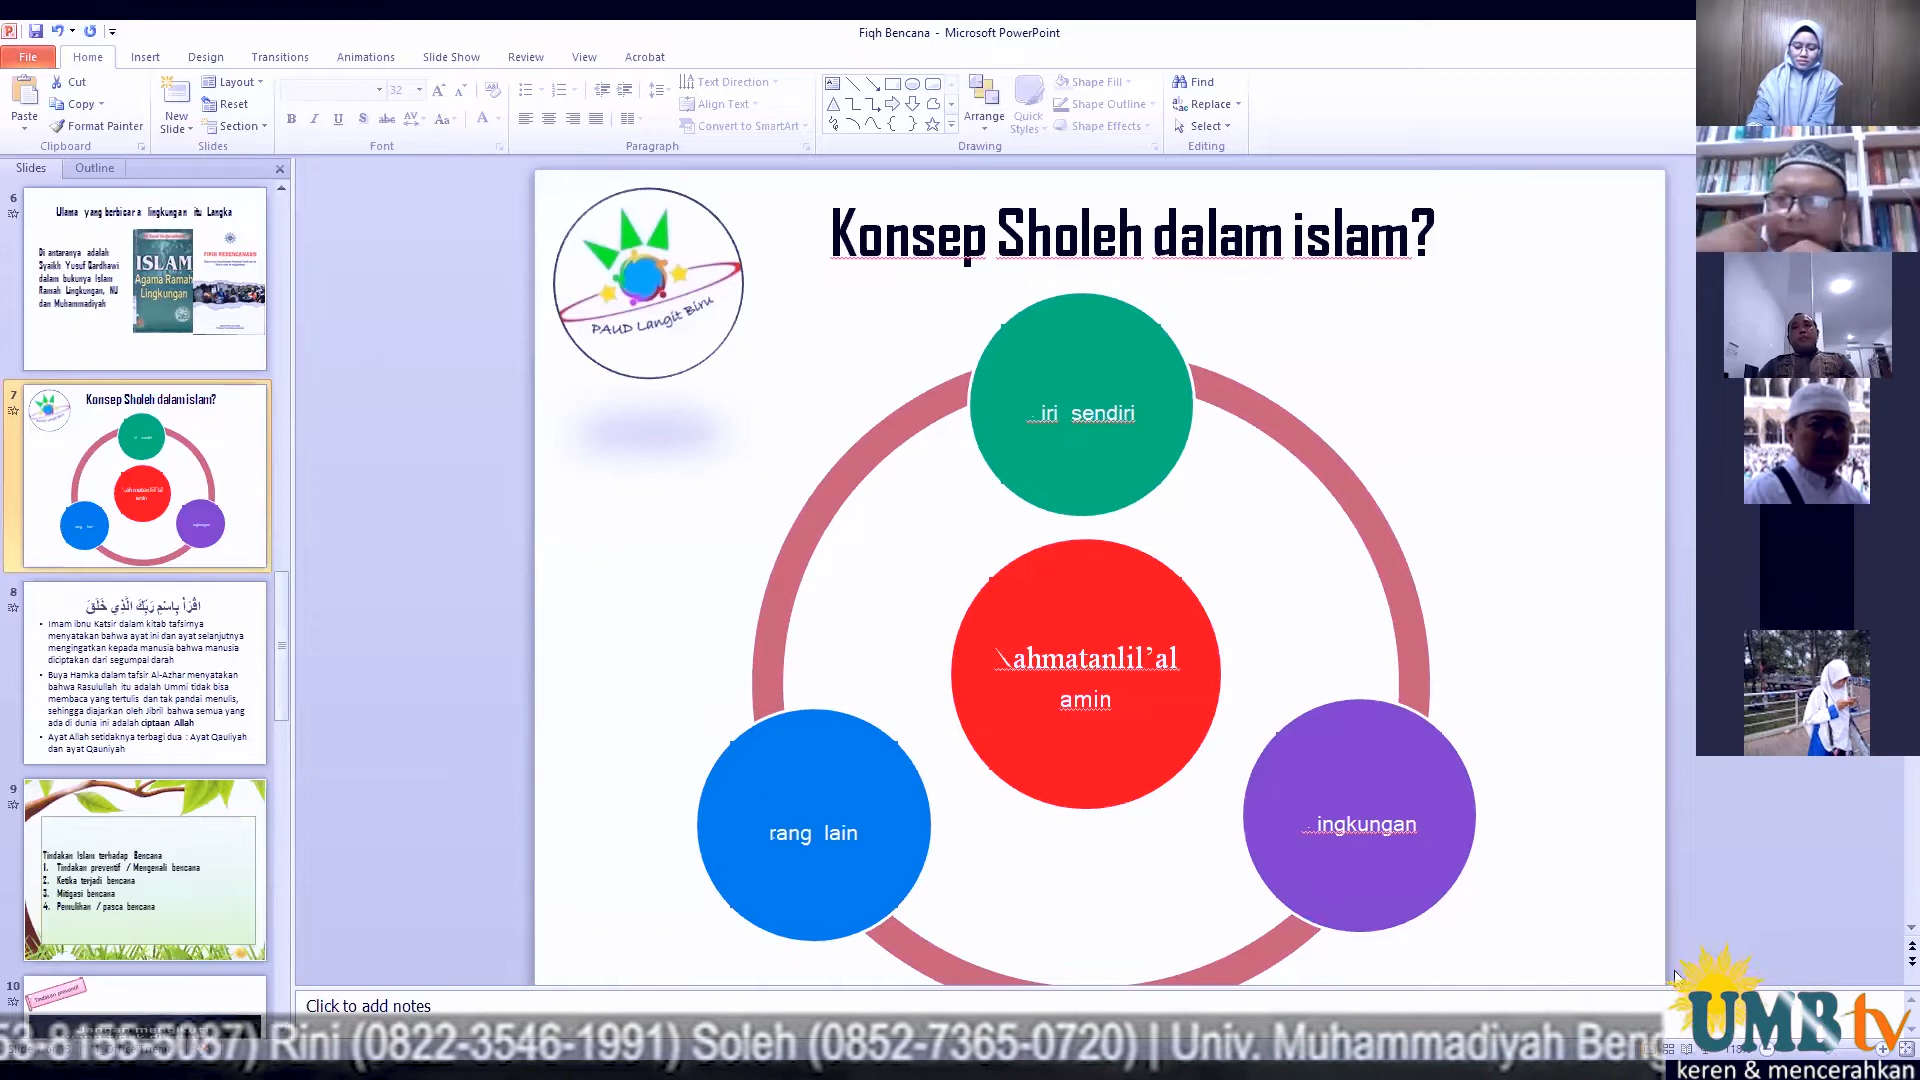 Fiqh Bencana - Microsoft PowerPoint
File Home Insert Design Transitions Animations Slide Show Review View Acrobat
Paste
Cut
Copy
Format Painter
Clipboard
New
Slide
Layout
Reset
Section
Slides
32
Font
Text Direction
Align Text
Convert to SmartArt
Paragraph
Arrange
Quick
Styles
Shape Fill
Shape Outline
Shape Effects
Drawing
Find
Replace
Select
Editing
Slides Outline
6
Ulama yang berbicara lingkungan itu Langka
Di antaranya adalah
Syaikh Yusuf Qardhawi
dalam bukunya Islam
Ramah Lingkungan, NU
dan Muhammadiyah
ISLAM
Agama Ramah
Lingkungan
FIKIH KEBENCANAAN
7
Konsep Sholeh dalam islam?
8
اقْرَأْ بِاسْمِ رَبِّكَ الَّذِي خَلَقَ
• Imam ibnu Katsir dalam kitab tafsirnya
menyatakan bahwa ayat ini dan ayat selanjutnya
mengingatkan kepada manusia bahwa manusia
diciptakan dari segumpal darah
• Buya Hamka dalam tafsir Al-Azhar menyatakan
bahwa Rasulullah itu adalah Ummi tidak bisa
membaca yang tertulis dan tak pandai menulis,
sehingga diajarkan oleh Jibril bahwa semua yang
ada di dunia ini adalah ciptaan Allah
• Ayat Allah setidaknya terbagi dua : Ayat Qauliyah
dan ayat Qauniyah
9
Tindakan Islam terhadap Bencana
1. Tindakan preventif / Mengenali bencana
2. Ketika terjadi bencana
3. Mitigasi bencana
4. Pemulihan / pasca bencana
10
Tindakan preventif
PAUD Langit Biru
Konsep Sholeh dalam islam?
iri sendiri
ahmatanlil’al
amin
rang lain
ingkungan
Click to add notes
Rini (0822-3546-1991) Soleh (0852-7365-0720) | Univ. Muhammadiyah Beng
UMBtv
keren & mencerahkan